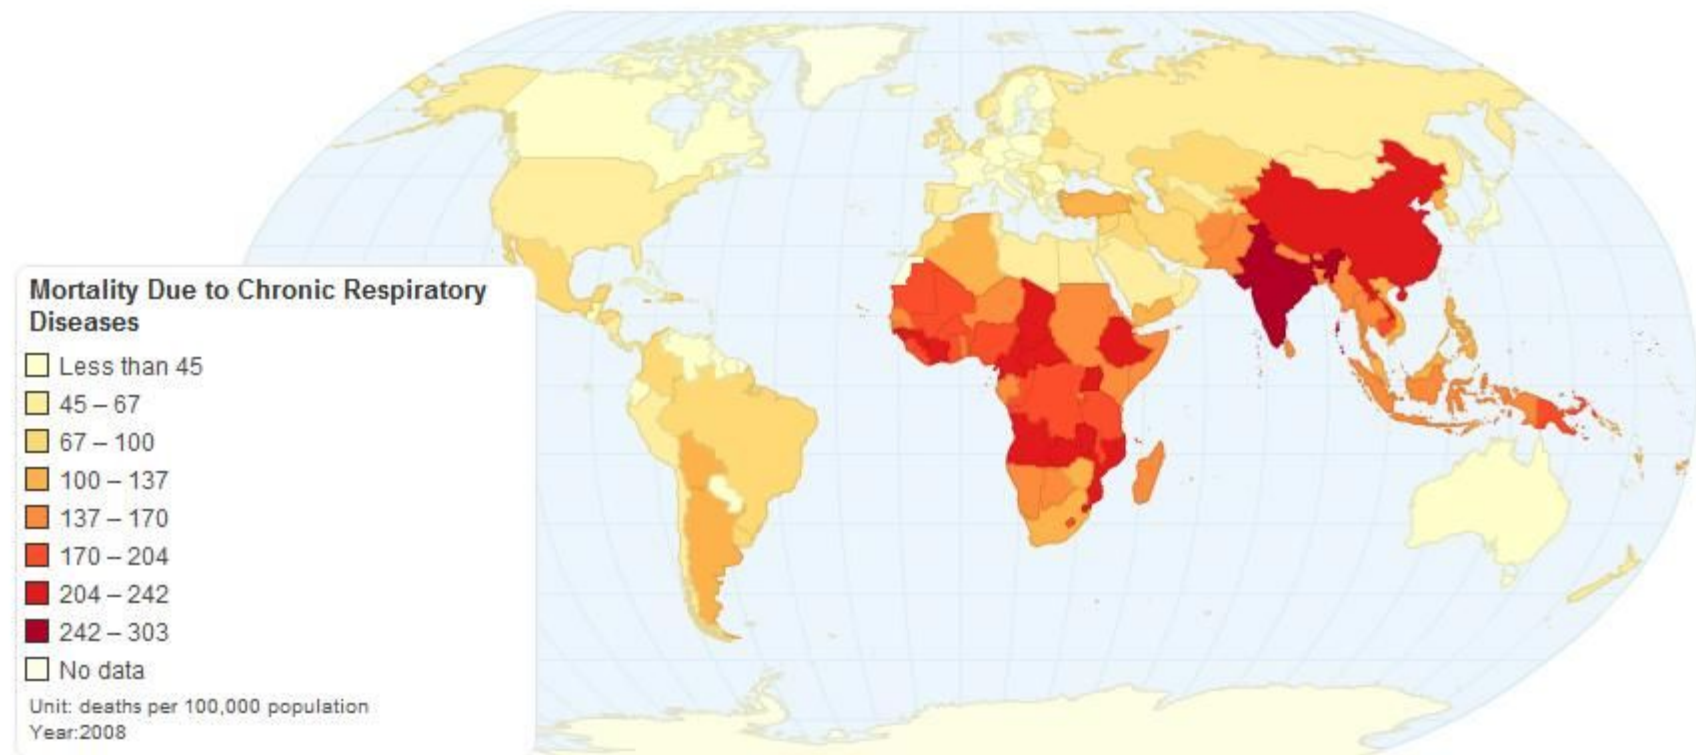 Mortality Due to Chronic Respiratory
Diseases
Less than 45
45 – 67
67 – 100
100 – 137
137 – 170
170 – 204
204 – 242
242 – 303
No data
Unit: deaths per 100,000 population
Year:2008